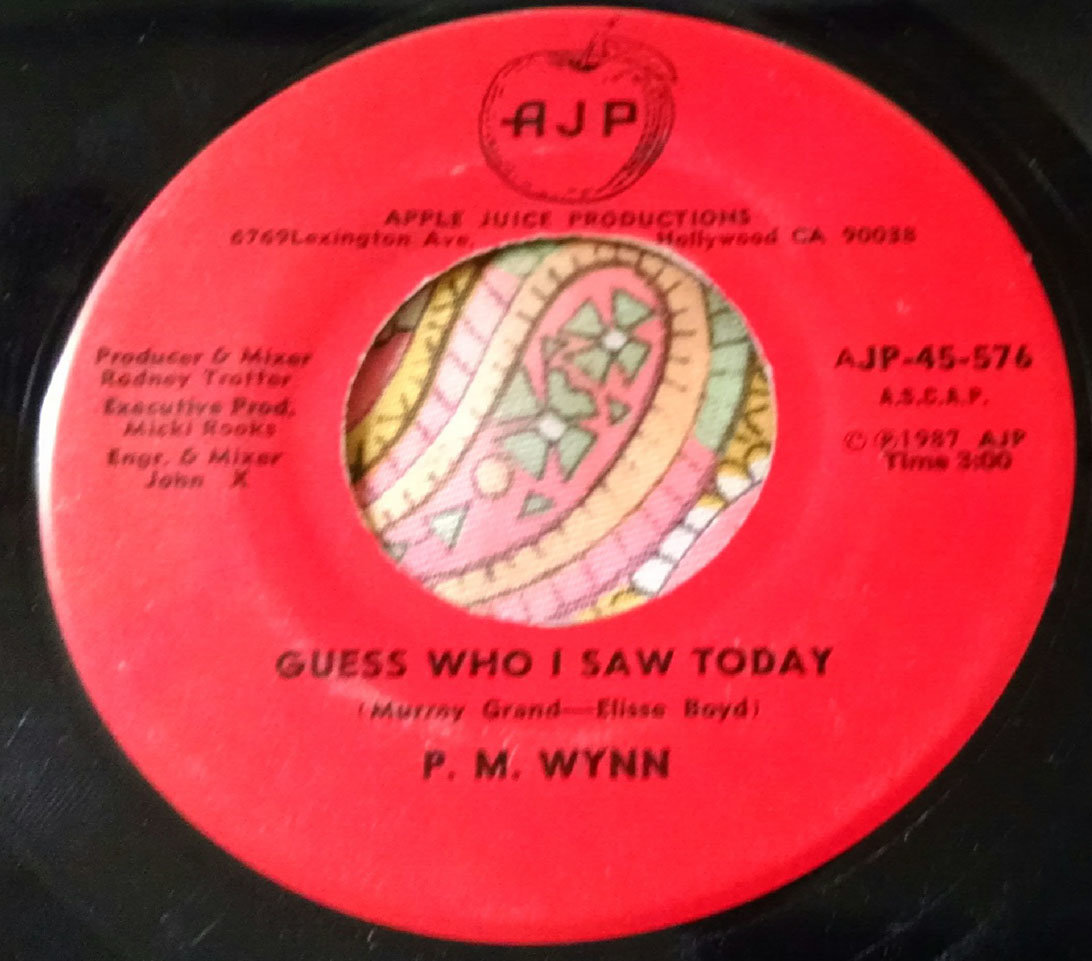 AJP
APPLE JUICE PRODUCTIONS
6769Lexington Ave. Hollywood CA 90038
Producer & Mixer
Rodney Trotter
Executive Prod.
Micki Rooks
Engr. & Mixer
John X
AJP-45-576
A.S.C.A.P.
© ℗1987 AJP
Time 3:00
GUESS WHO I SAW TODAY
(Murray Grand—Elisse Boyd)
P. M. WYNN